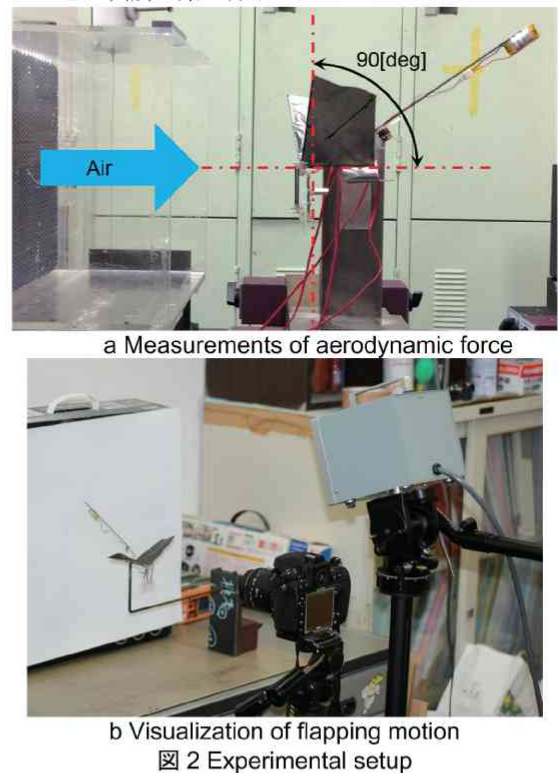 90[deg]
Air
a Measurements of aerodynamic force
b Visualization of flapping motion
図 2 Experimental setup